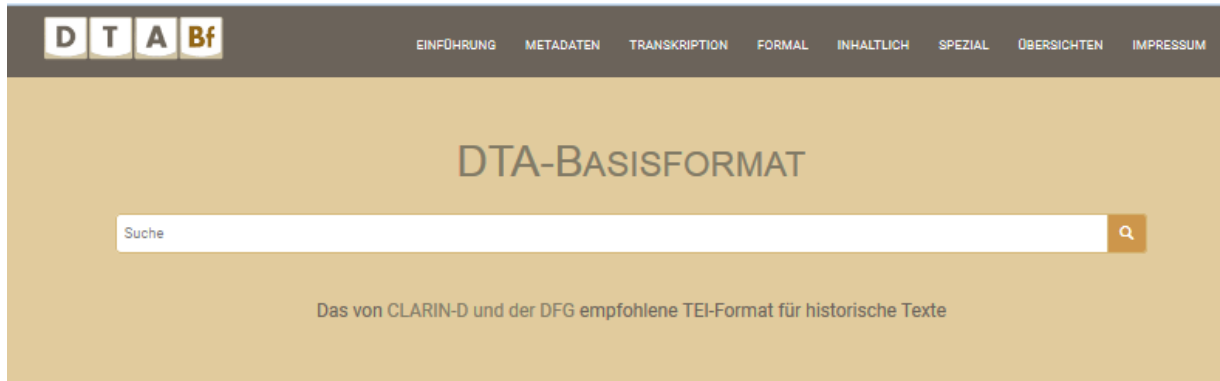 DTABf
EINFÜHRUNG METADATEN TRANSKRIPTION FORMAL INHALTLICH SPEZIAL ÜBERSICHTEN IMPRESSUM
DTA-BASISFORMAT
Suche
Das von CLARIN-D und der DFG empfohlene TEI-Format für historische Texte